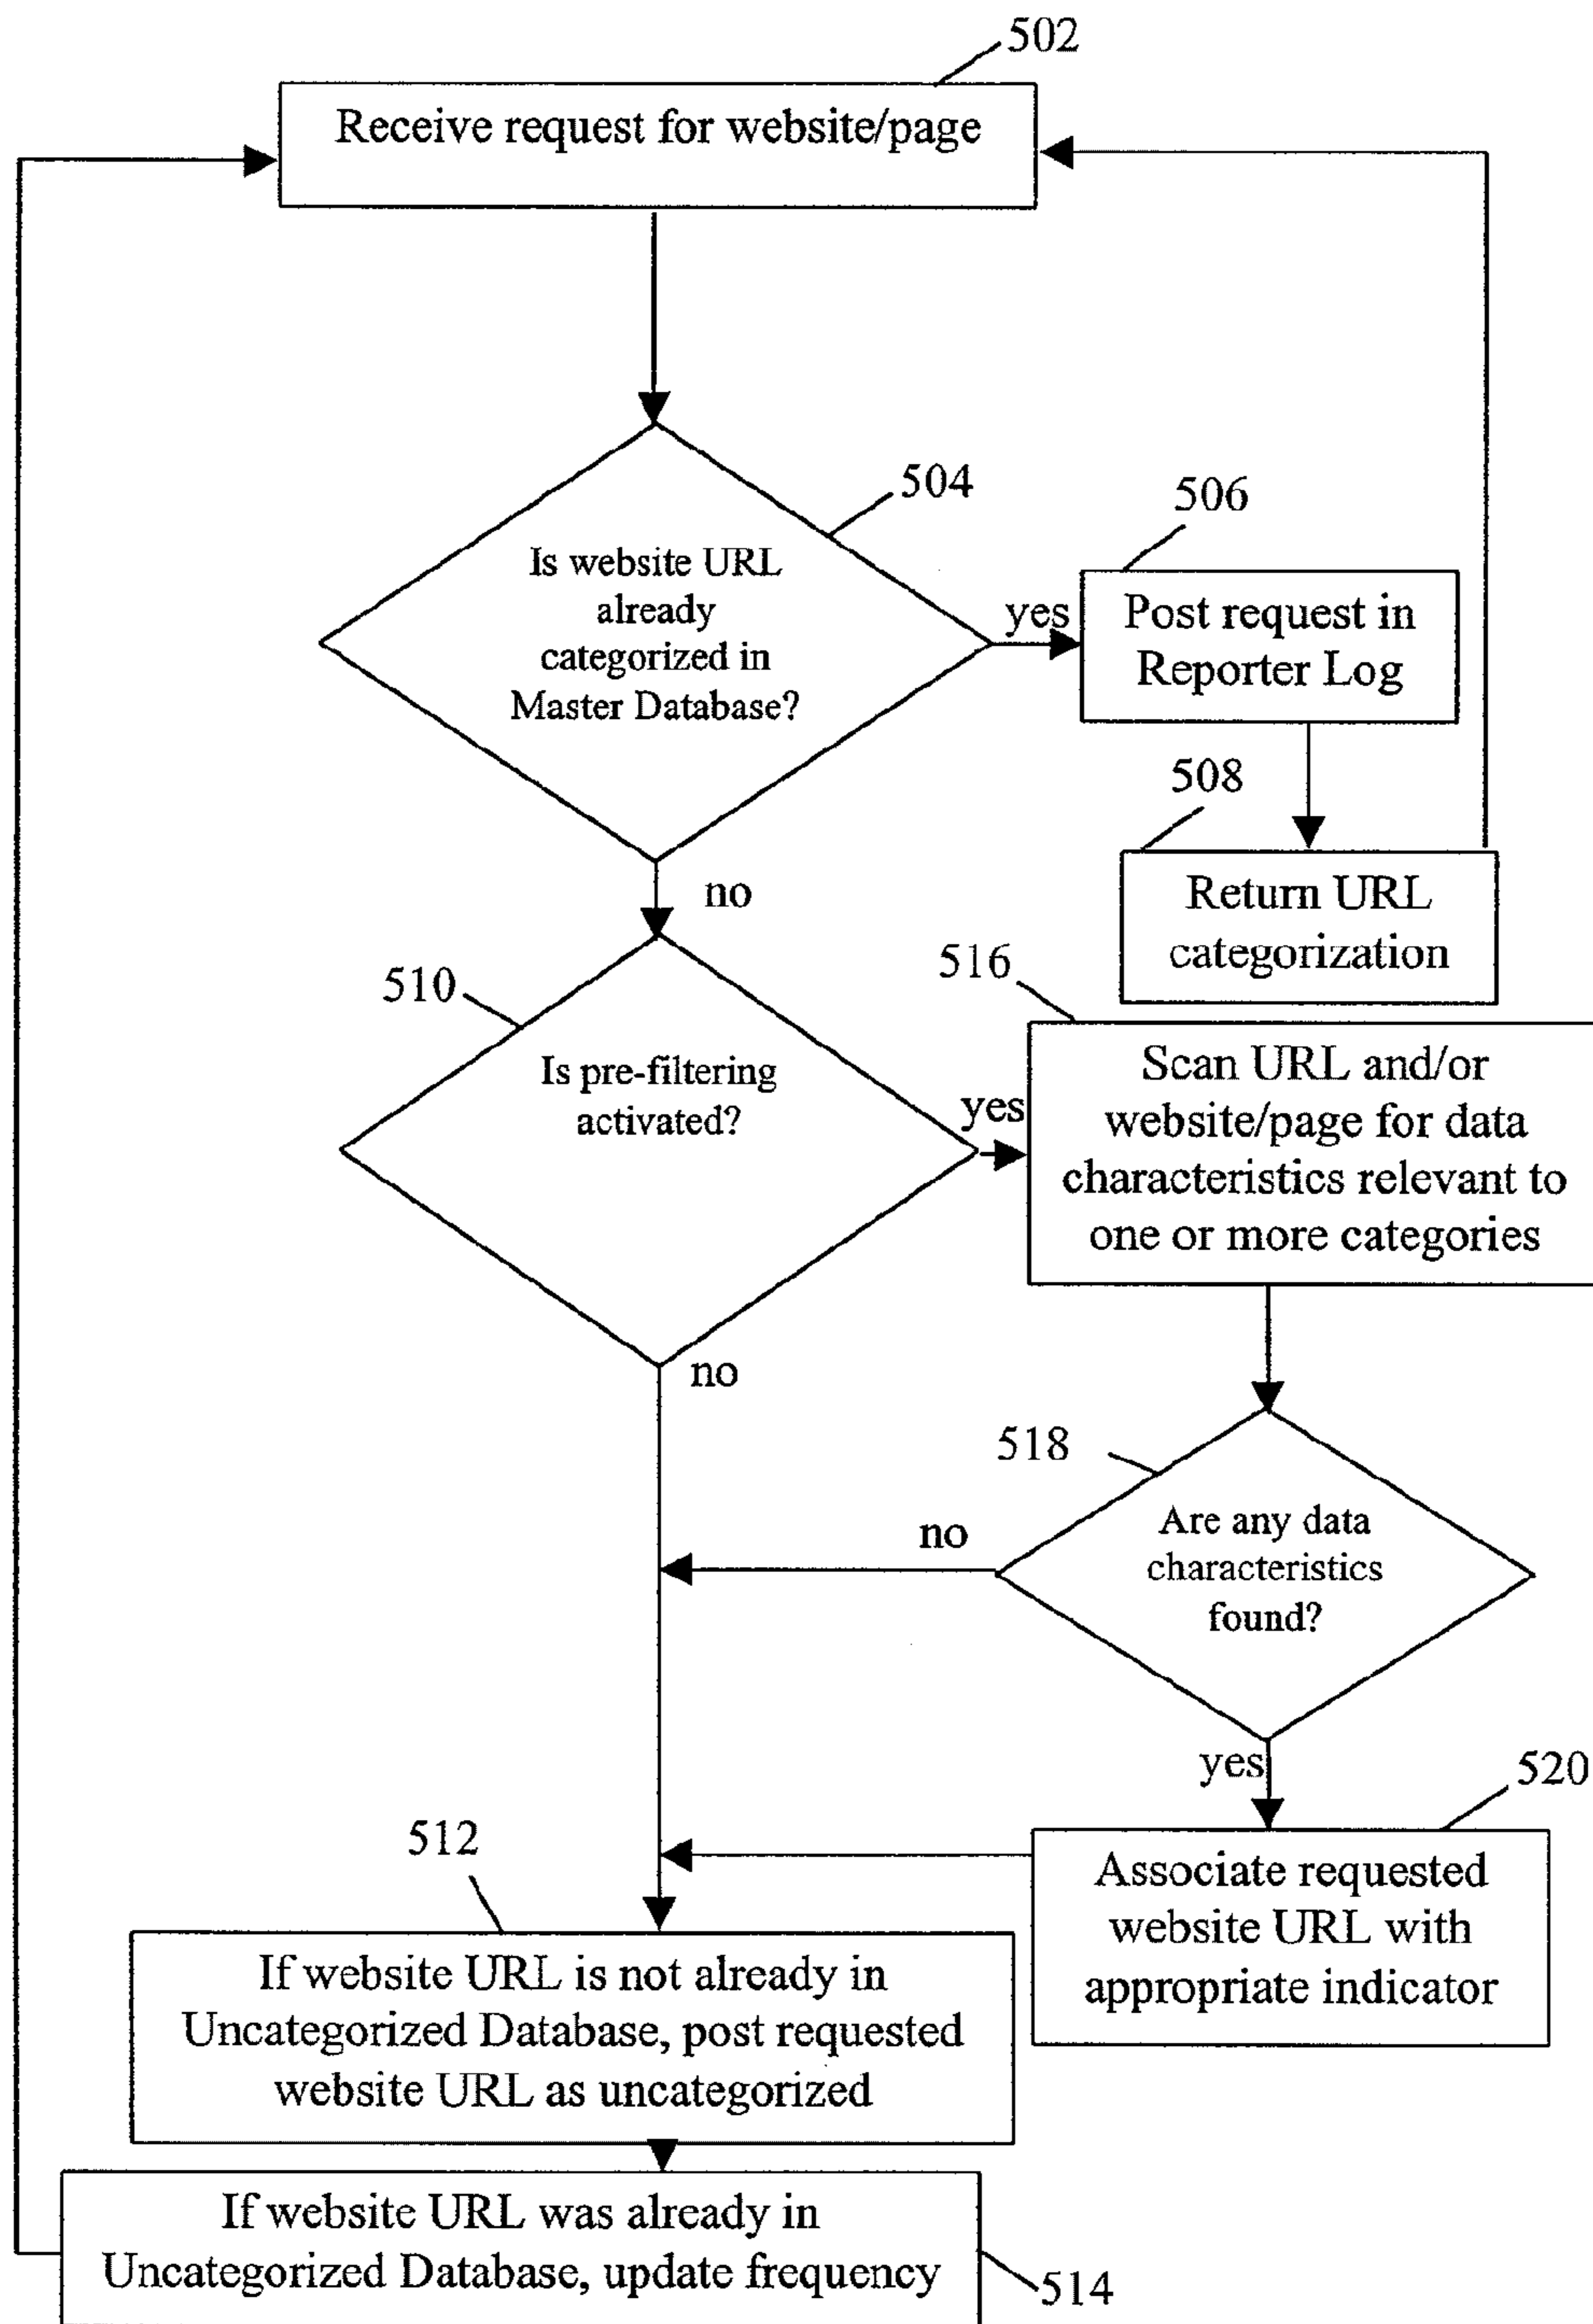 502
Receive request for website/page
504
Is website URL
already
categorized in
Master Database?
yes
506
Post request in
Reporter Log
508
Return URL
categorization
no
510
Is pre-filtering
activated?
yes
516
Scan URL and/or
website/page for data
characteristics relevant to
one or more categories
no
518
Are any data
characteristics
found?
no
yes
520
Associate requested
website URL with
appropriate indicator
512
If website URL is not already in
Uncategorized Database, post requested
website URL as uncategorized
If website URL was already in
Uncategorized Database, update frequency
514